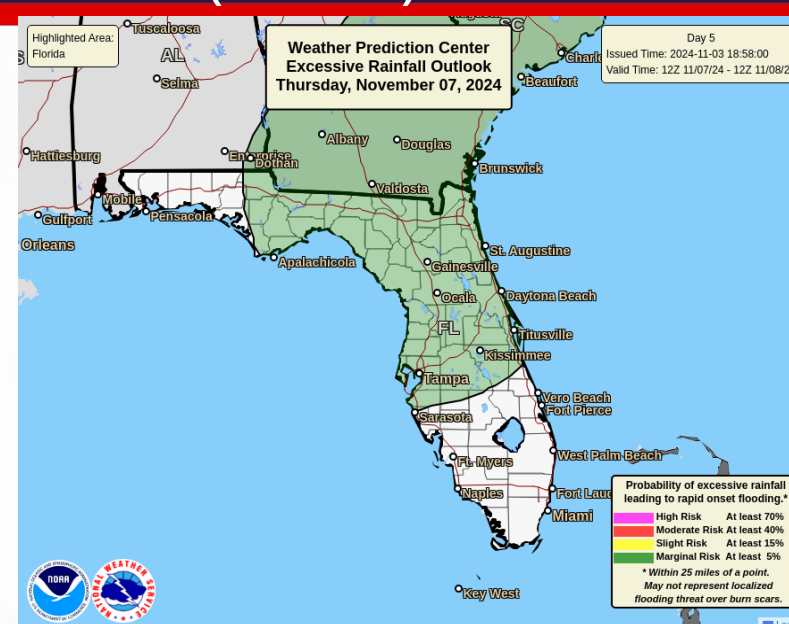 Tuscaloosa
SC
Highlighted Area:
Florida
AL
Selma
Weather Prediction Center
Excessive Rainfall Outlook
Thursday, November 07, 2024
Day 5
Issued Time: 2024-11-03 18:58:00
Valid Time: 12Z 11/07/24 - 12Z 11/08/2
Charle
Beaufort
Albany
Douglas
Hattiesburg
Enterprise
Dothan
Brunswick
Valdosta
Mobile
Gulfport
Pensacola
Orleans
St. Augustine
Apalachicola
Gainesville
Ocala
Daytona Beach
FL
Titusville
Kissimmee
Tampa
Vero Beach
Fort Pierce
Sarasota
West Palm Beach
Ft. Myers
Naples
Fort Laud
Miami
Key West
Probability of excessive rainfall
leading to rapid onset flooding.*
High Risk At least 70%
Moderate Risk At least 40%
Slight Risk At least 15%
Marginal Risk At least 5%
* Within 25 miles of a point.
May not represent localized
flooding threat over burn scars.
NOAA
NATIONAL WEATHER SERVICE